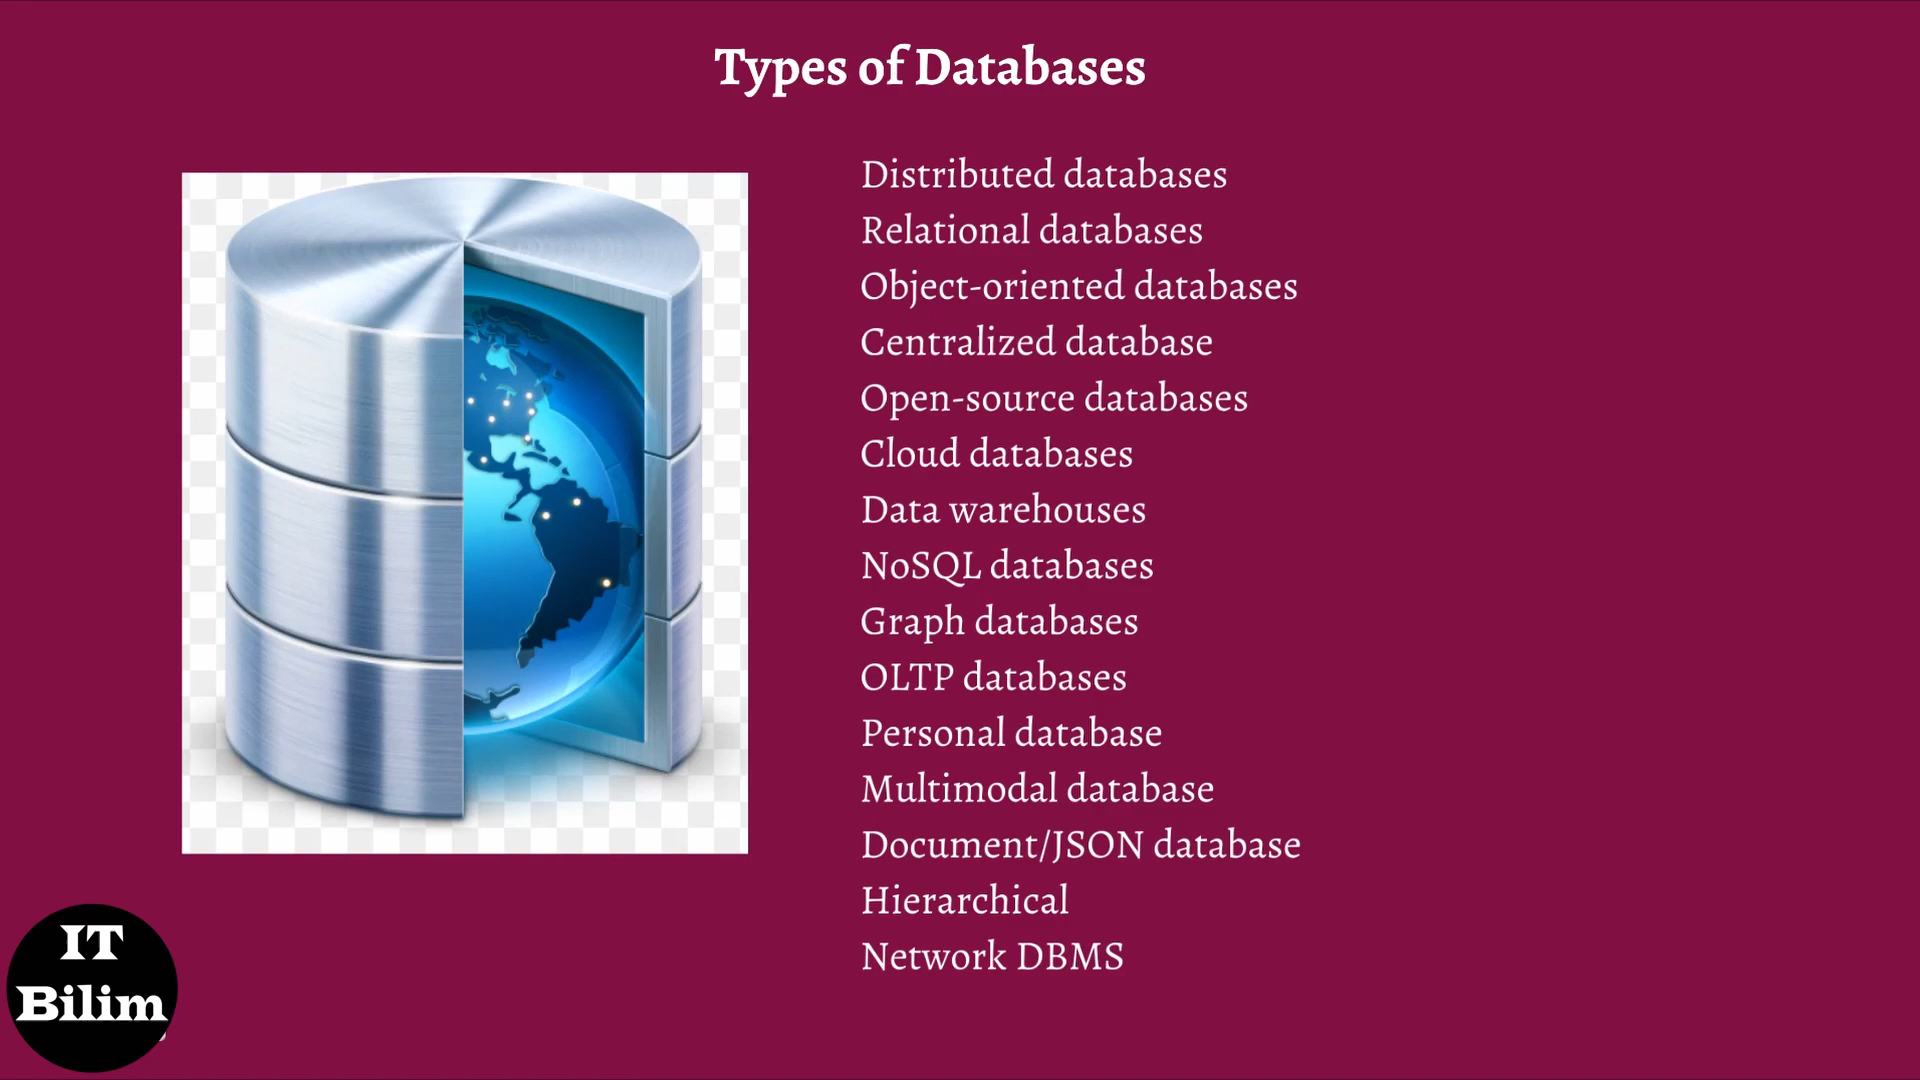 Types of Databases
Distributed databases
Relational databases
Object-oriented databases
Centralized database
Open-source databases
Cloud databases
Data warehouses
NoSQL databases
Graph databases
OLTP databases
Personal database
Multimodal database
Document/JSON database
Hierarchical
Network DBMS
IT
Bilim